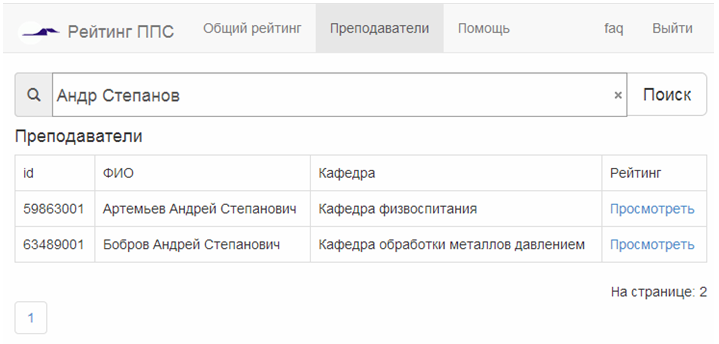 Рейтинг ППС Общий рейтинг Преподаватели Помощь faq Выйти
Андр Степанов × Поиск
Преподаватели
id ФИО Кафедра Рейтинг
59863001 Артемьев Андрей Степанович Кафедра физвоспитания Просмотреть
63489001 Бобров Андрей Степанович Кафедра обработки металлов давлением Просмотреть
На странице: 2
1